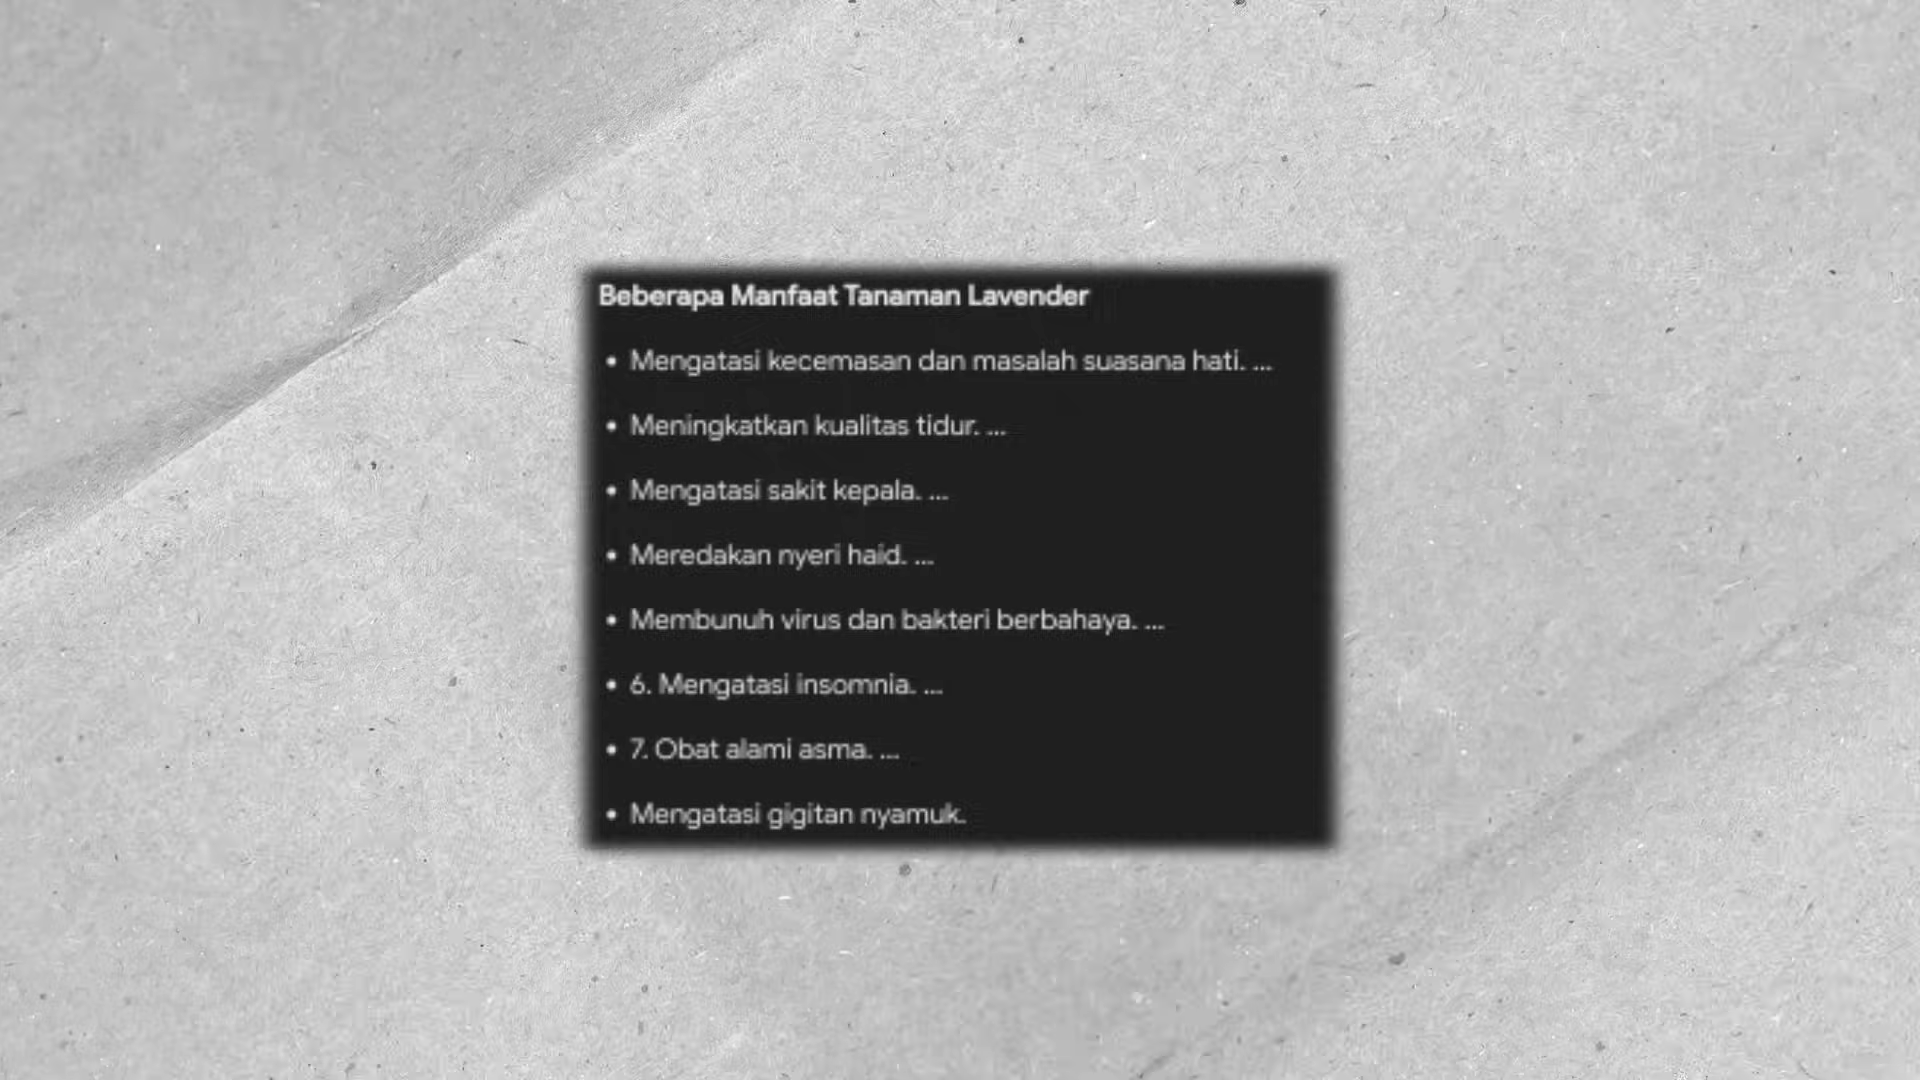 Beberapa Manfaat Tanaman Lavender
• Mengatasi kecemasan dan masalah suasana hati. ...
• Meningkatkan kualitas tidur. ...
• Mengatasi sakit kepala. ...
• Meredakan nyeri haid. ...
• Membunuh virus dan bakteri berbahaya. ...
• 6. Mengatasi insomnia. ...
• 7. Obat alami asma. ...
• Mengatasi gigitan nyamuk.